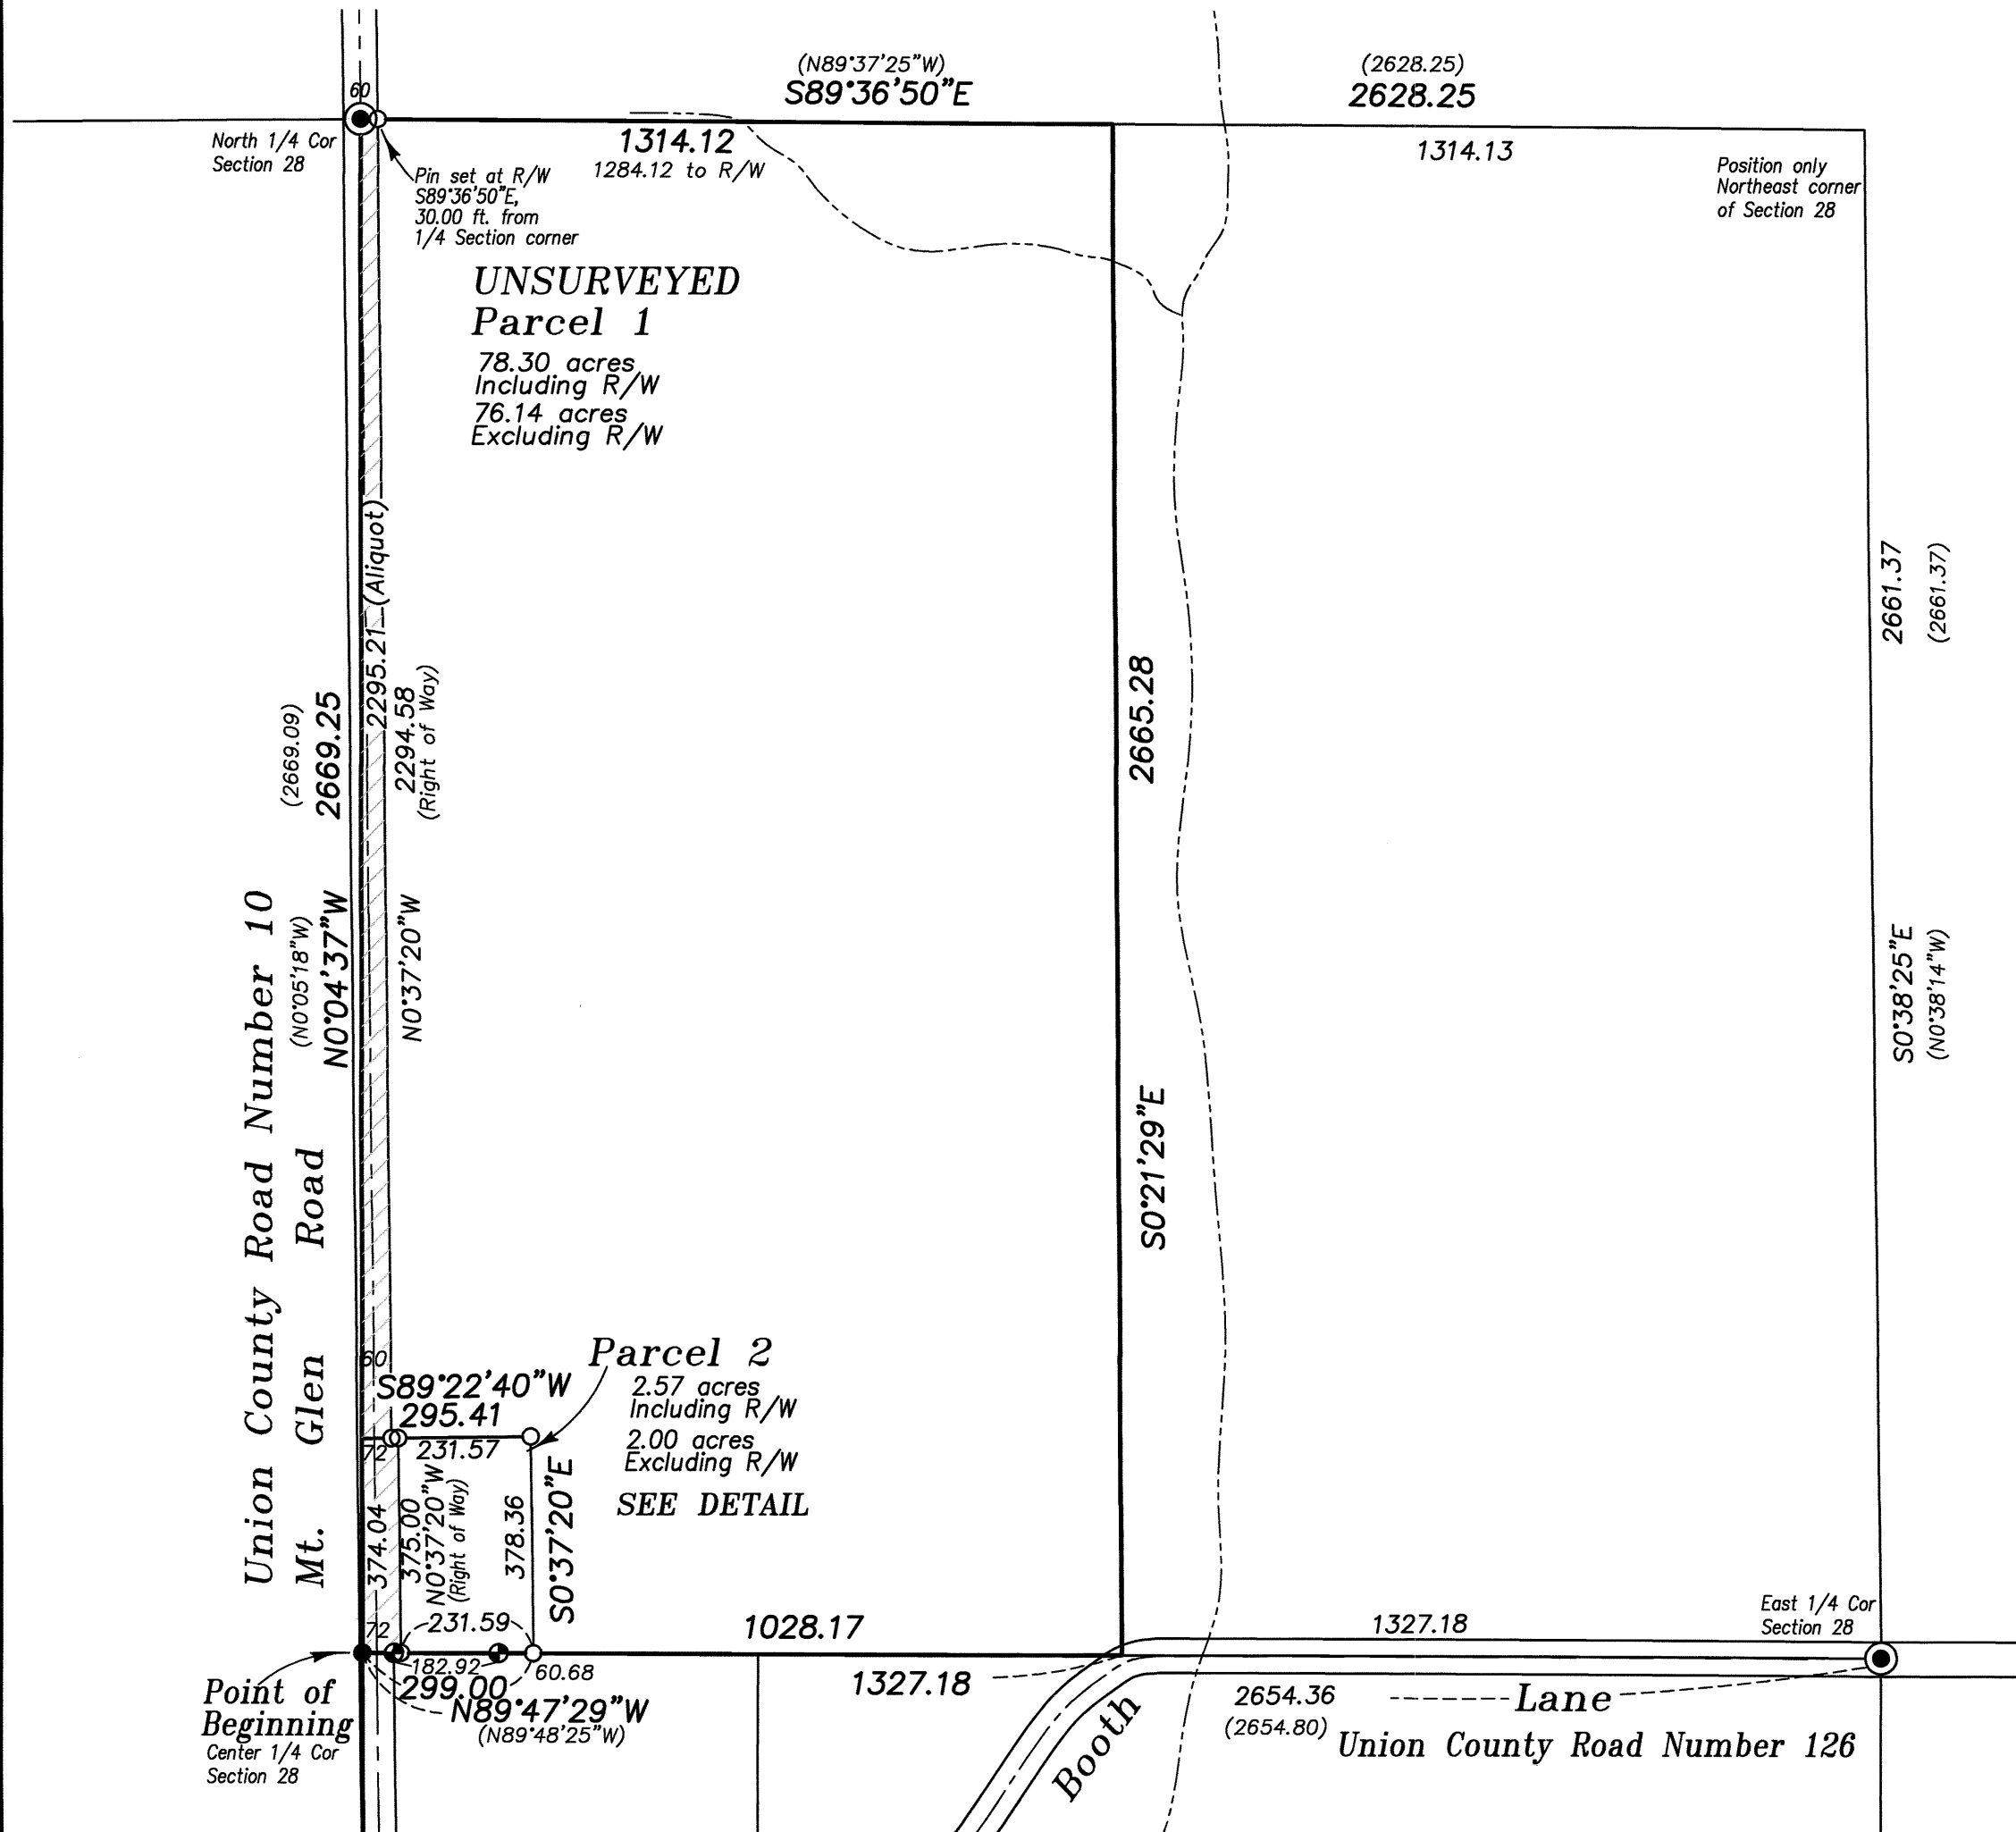 (N89°37'25"W)
S89°36'50"E
(2628.25)
2628.25
60
North 1/4 Cor
Section 28
1314.12
1284.12 to R/W
1314.13
Pin set at R/W
S89°36'50"E,
30.00 ft. from
1/4 Section corner
Position only
Northeast corner
of Section 28
UNSURVEYED
Parcel 1
78.30 acres
Including R/W
76.14 acres
Excluding R/W
(Aliquot)
2295.21
2294.58
(Right of Way)
(2669.09)
2669.25
N0°04'37"W
(N0°05'18"W)
N0°37'20"W
Union County Road Number 10
Mt. Glen Road
2665.28
S0°21'29"E
2661.37
(2661.37)
S0°38'25"E
(N0°38'14"W)
60
S89°22'40"W
295.41
72
231.57
Parcel 2
2.57 acres
Including R/W
2.00 acres
Excluding R/W
SEE DETAIL
374.04
375.00
N0°37'20"W
(Right of Way)
378.36
S0°37'20"E
72
231.59
1028.17
1327.18
East 1/4 Cor
Section 28
182.92
60.68
299.00
N89°47'29"W
(N89°48'25"W)
1327.18
Point of
Beginning
Center 1/4 Cor
Section 28
2654.36
(2654.80)
Booth
Lane
Union County Road Number 126